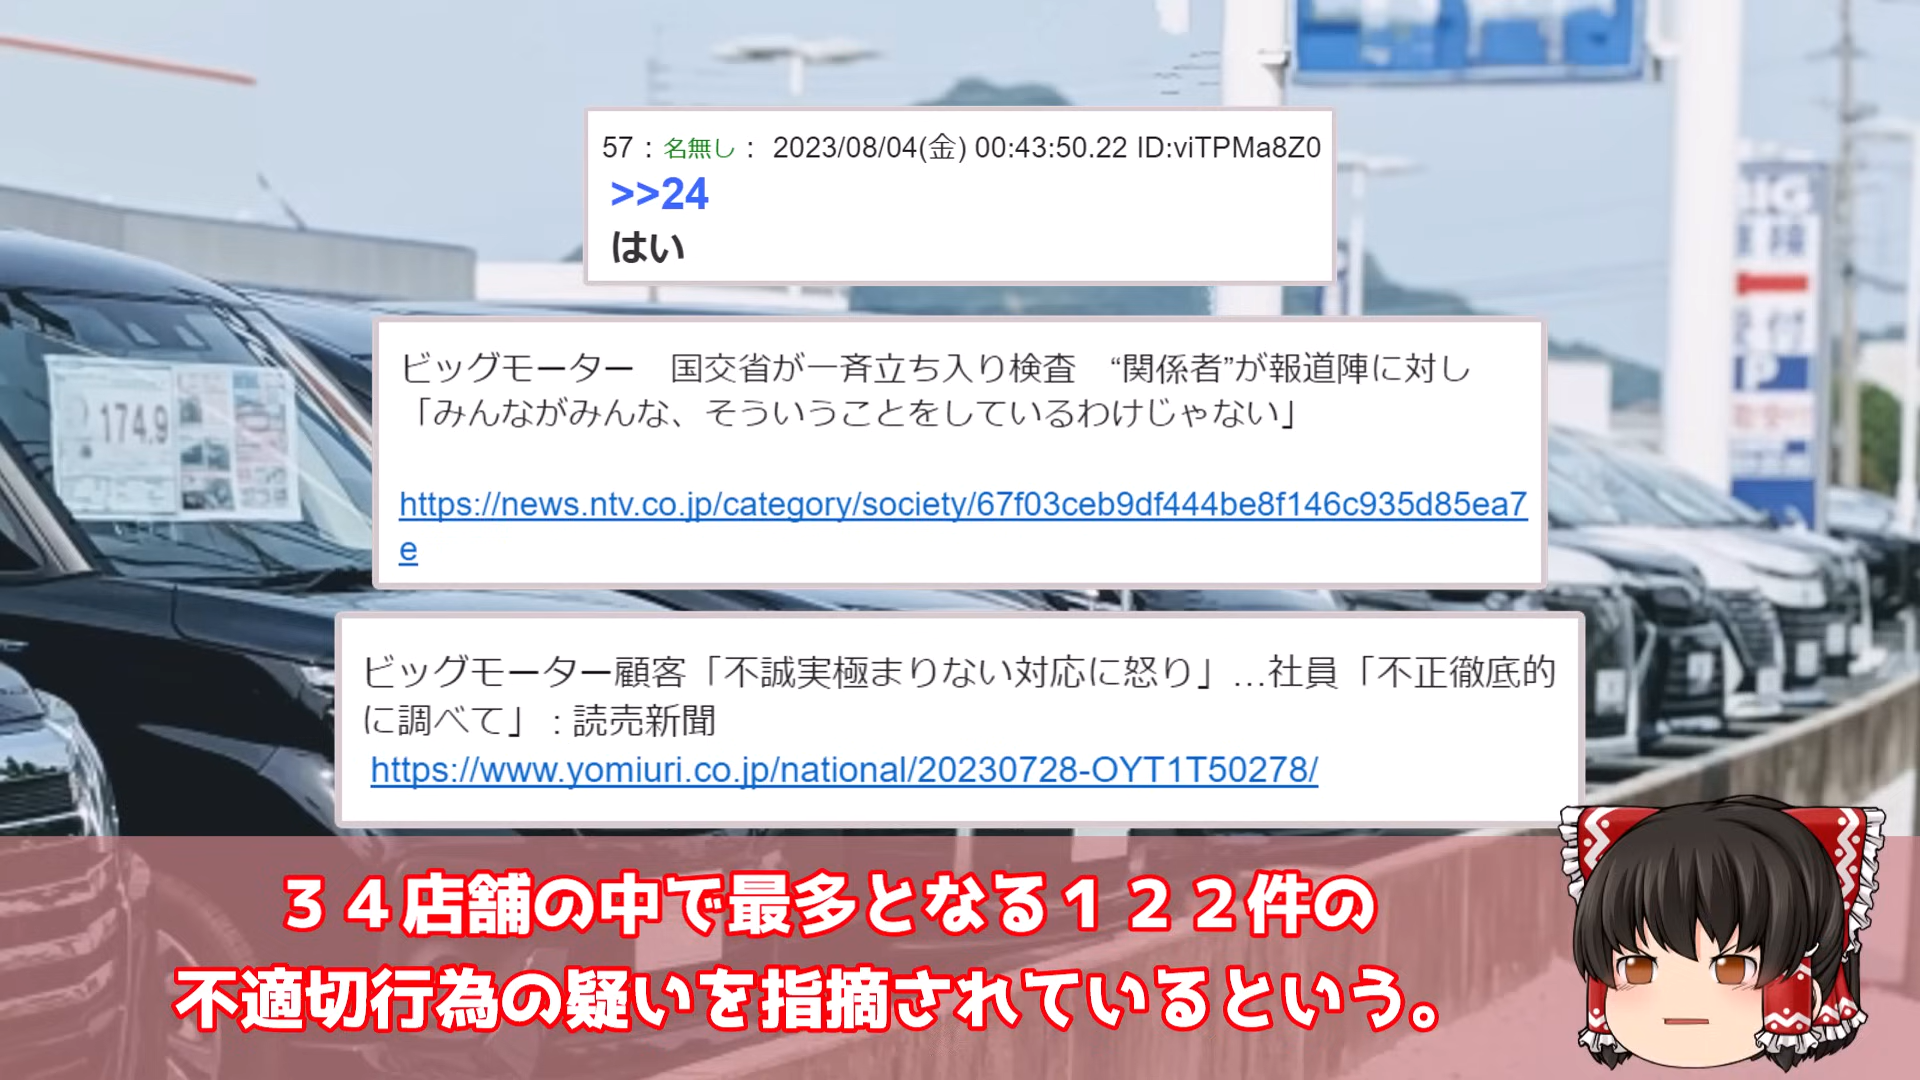 57：名無し： 2023/08/04(金) 00:43:50.22 ID:viTPMa8Z0
>>24
はい
ビッグモーター　国交省が一斉立ち入り検査　“関係者”が報道陣に対し
「みんながみんな、そういうことをしているわけじゃない」
https://news.ntv.co.jp/category/society/67f03ceb9df444be8f146c935d85ea7
e
ビッグモーター顧客「不誠実極まりない対応に怒り」…社員「不正徹底的
に調べて」：読売新聞
https://www.yomiuri.co.jp/national/20230728-OYT1T50278/
174.9
３４店舗の中で最多となる１２２件の
不適切行為の疑いを指摘されているという。